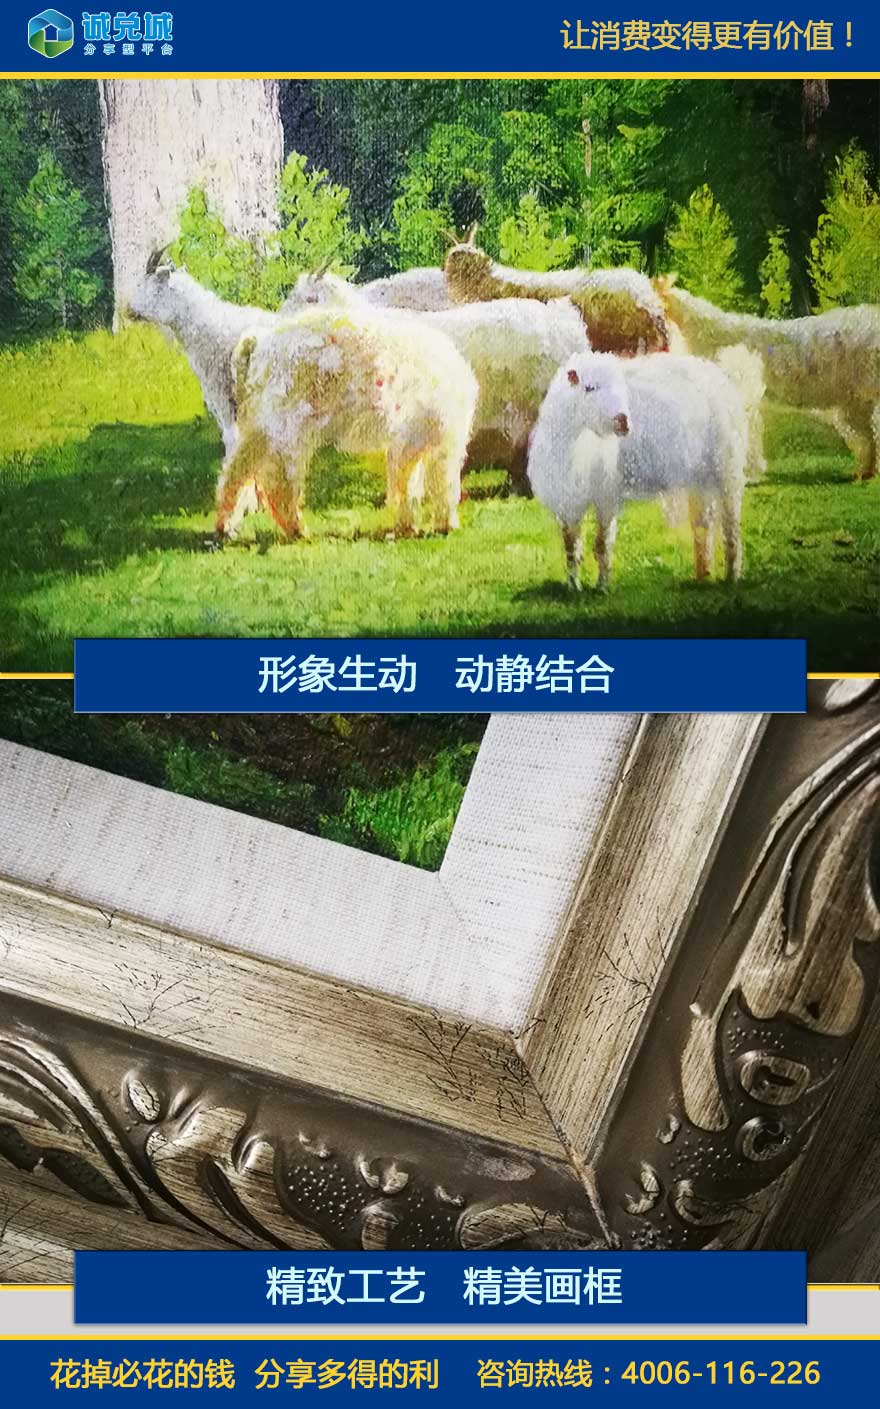 诚兑城
分享型平台
让消费变得更有价值！
形象生动 动静结合
精致工艺 精美画框
花掉必花的钱 分享多得的利 咨询热线：4006-116-226